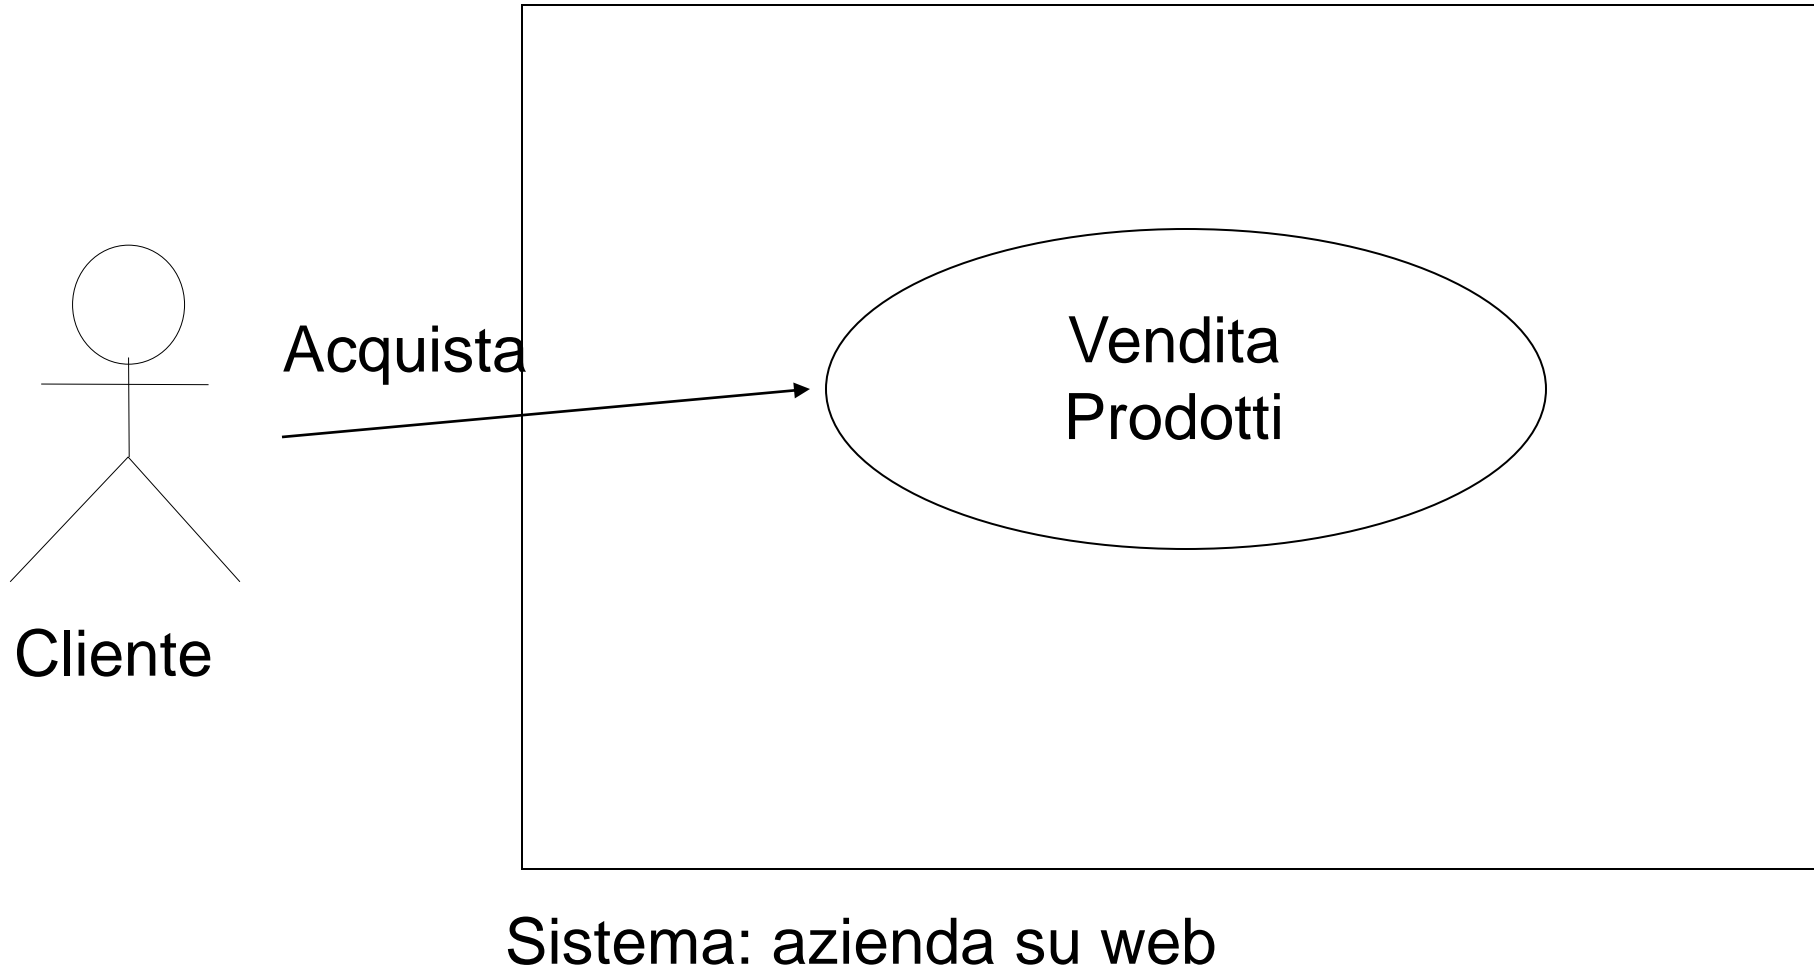 Acquista
Vendita
Prodotti
Cliente
Sistema: azienda su web